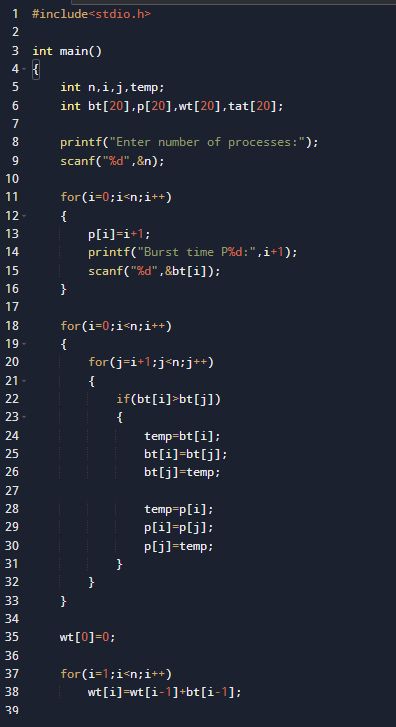 1 #include<stdio.h>
2
3 int main()
4 {
5     int n,i,j,temp;
6     int bt[20],p[20],wt[20],tat[20];
7
8     printf("Enter number of processes:");
9     scanf("%d",&n);
10
11     for(i=0;i<n;i++)
12     {
13         p[i]=i+1;
14         printf("Burst time P%d:",i+1);
15         scanf("%d",&bt[i]);
16     }
17
18     for(i=0;i<n;i++)
19     {
20         for(j=i+1;j<n;j++)
21         {
22             if(bt[i]>bt[j])
23             {
24                 temp=bt[i];
25                 bt[i]=bt[j];
26                 bt[j]=temp;
27
28                 temp=p[i];
29                 p[i]=p[j];
30                 p[j]=temp;
31             }
32         }
33     }
34
35     wt[0]=0;
36
37     for(i=1;i<n;i++)
38         wt[i]=wt[i-1]+bt[i-1];
39